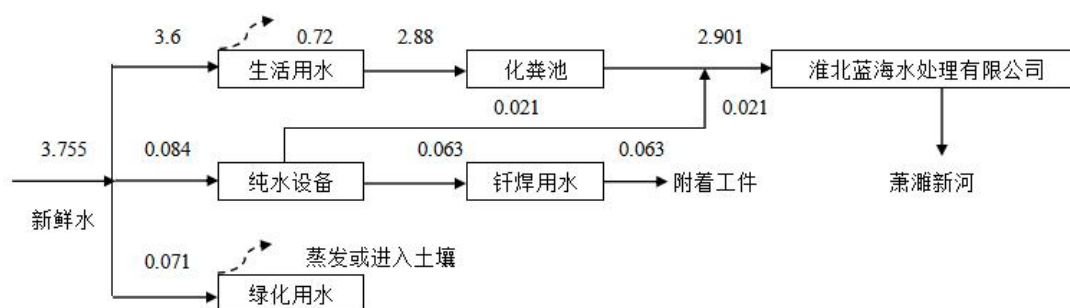 3.6
0.72
2.88
2.901
生活用水
化粪池
淮北蓝海水处理有限公司
0.021
0.021
3.755
0.084
0.063
0.063
纯水设备
钎焊用水
附着工件
萧濉新河
新鲜水
0.071
蒸发或进入土壤
绿化用水